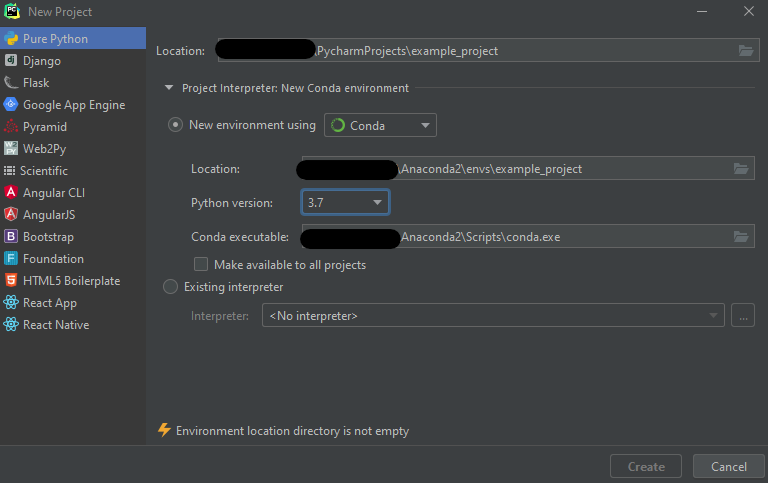 New Project
Pure Python
Django
Flask
Google App Engine
Pyramid
Web2Py
Scientific
Angular CLI
AngularJS
Bootstrap
Foundation
HTML5 Boilerplate
React App
React Native
Location: \PycharmProjects\example_project
Project Interpreter: New Conda environment
New environment using Conda
Location: \Anaconda2\envs\example_project
Python version: 3.7
Conda executable: Anaconda2\Scripts\conda.exe
Make available to all projects
Existing interpreter
Interpreter: <No interpreter> ...
Environment location directory is not empty
Create Cancel